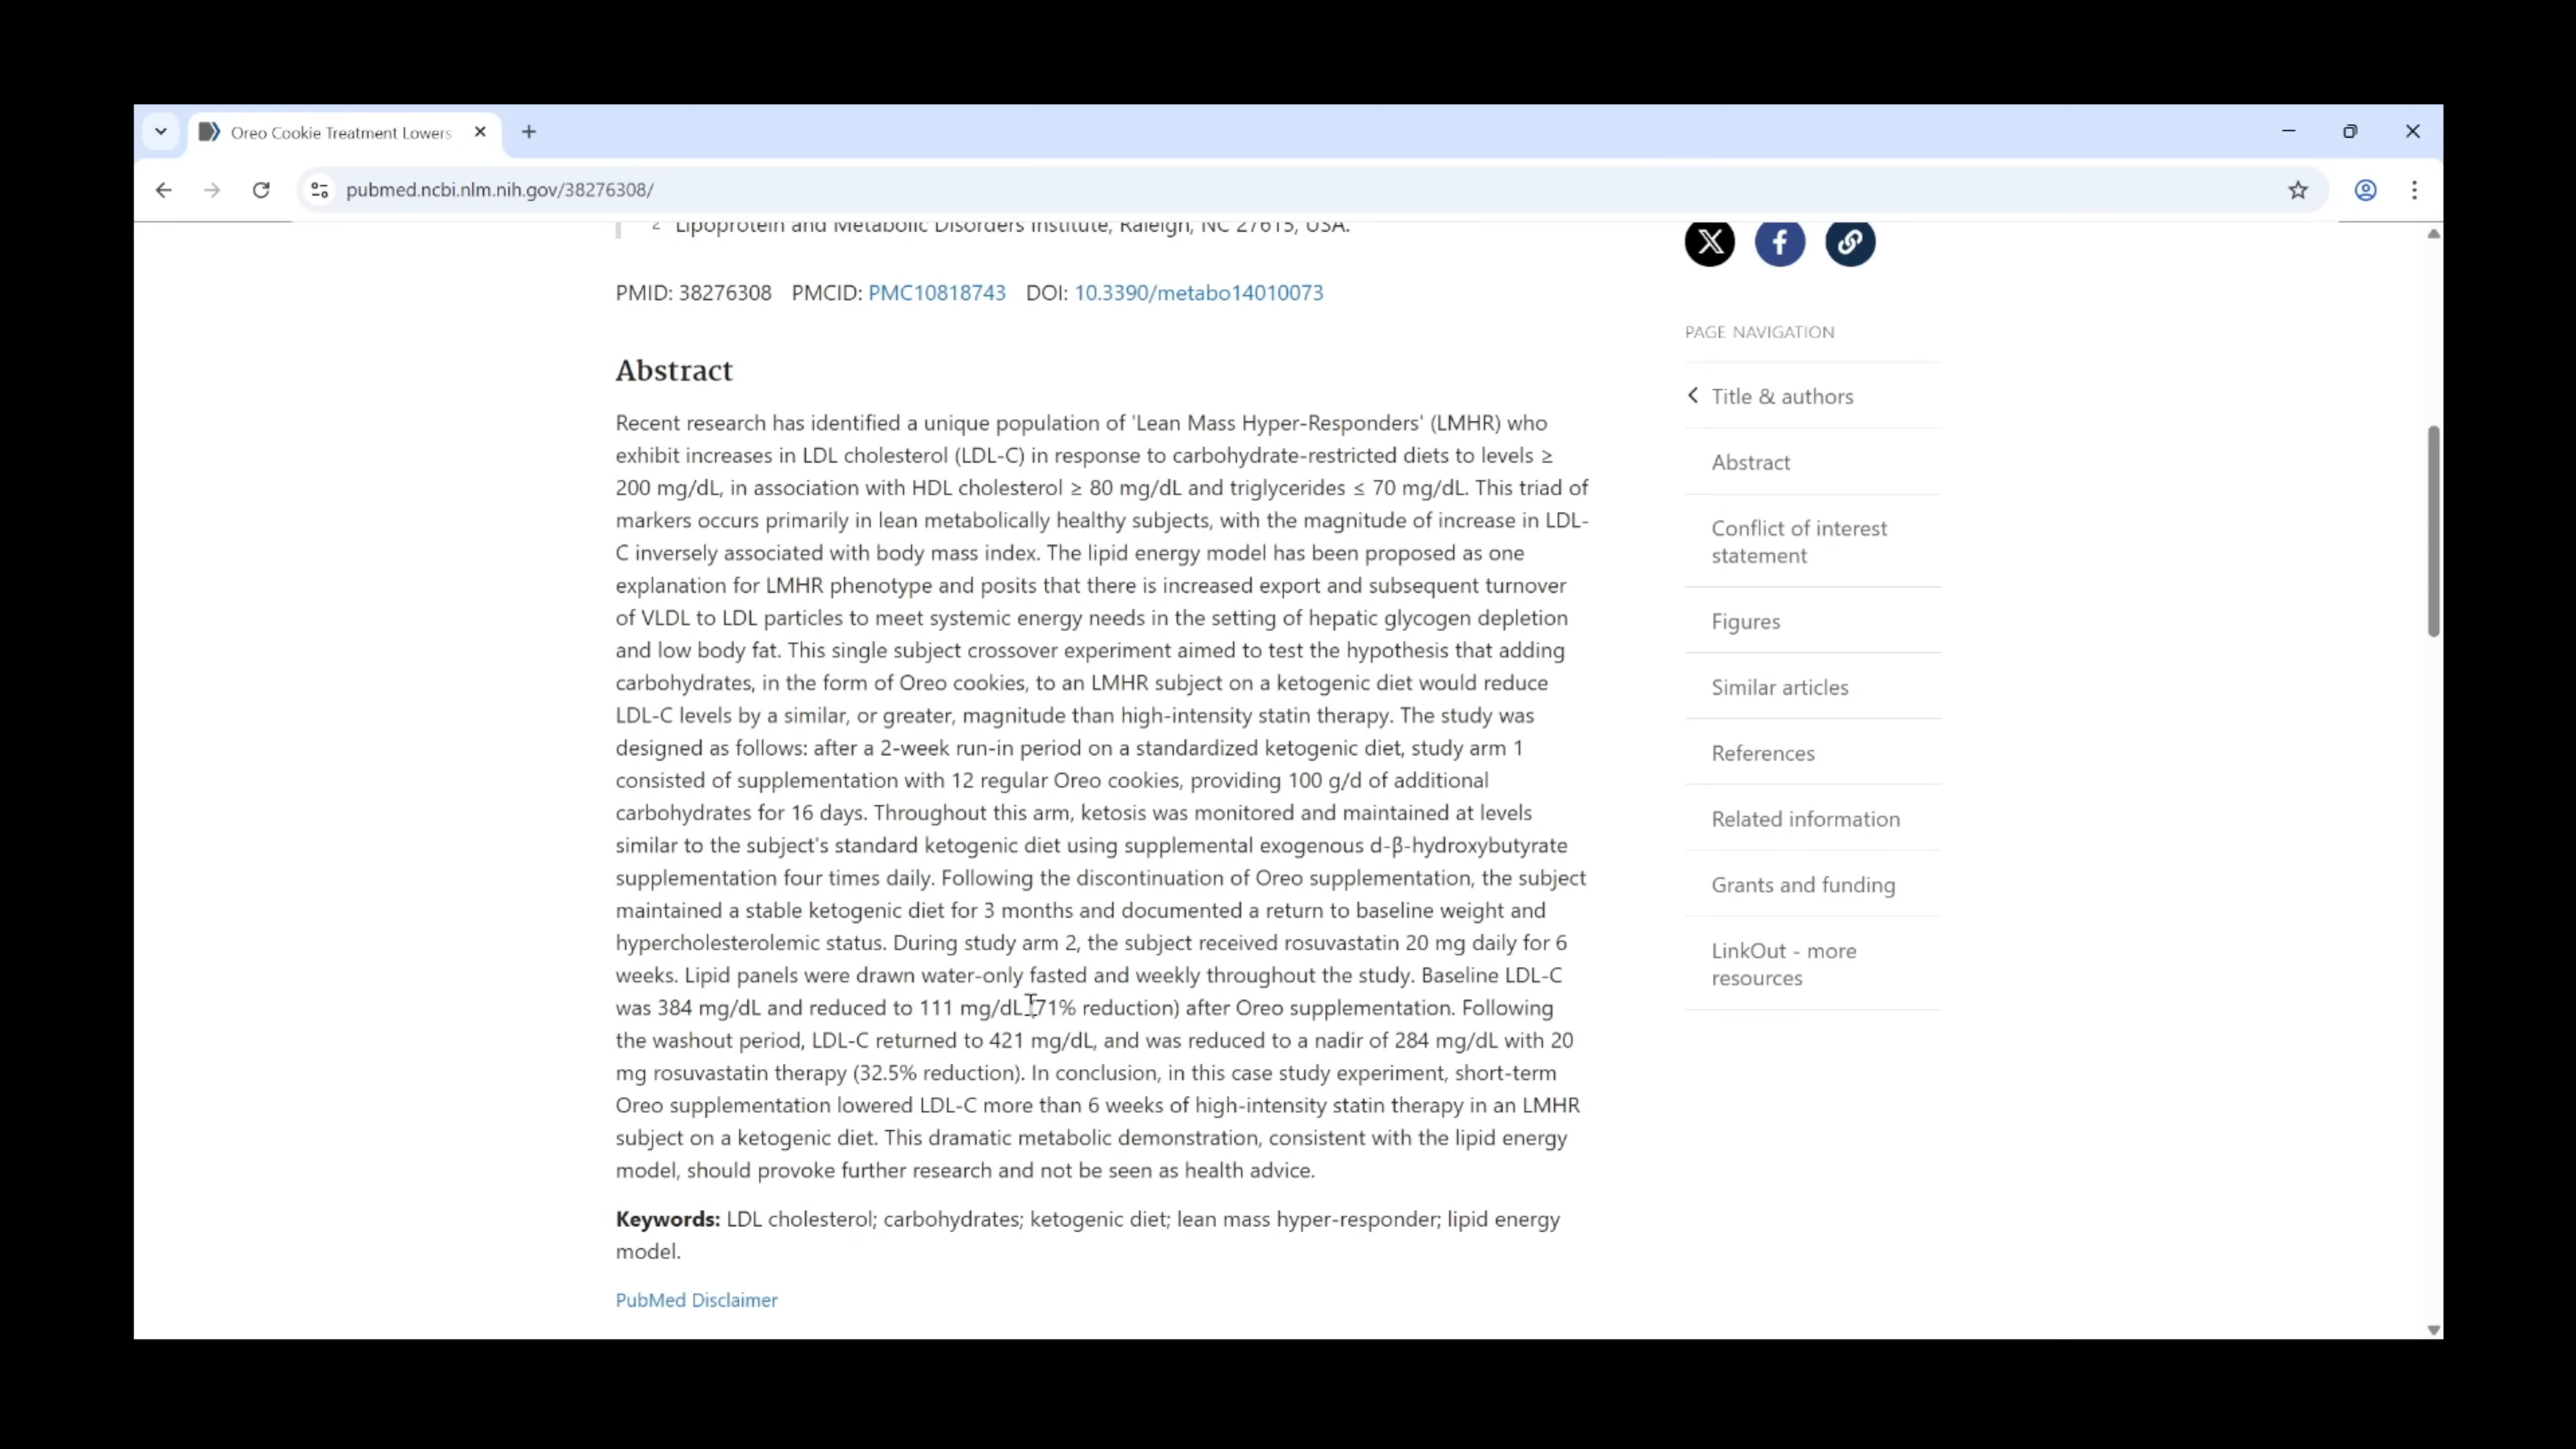 Oreo Cookie Treatment Lowers
pubmed.ncbi.nlm.nih.gov/38276308/
2 Lipoprotein and Metabolic Disorders Institute, Raleigh, NC 27615, USA.
PMID: 38276308 PMCID: PMC10818743 DOI: 10.3390/metabo14010073
Abstract
Recent research has identified a unique population of 'Lean Mass Hyper-Responders' (LMHR) who
exhibit increases in LDL cholesterol (LDL-C) in response to carbohydrate-restricted diets to levels ≥
200 mg/dL, in association with HDL cholesterol ≥ 80 mg/dL and triglycerides ≤ 70 mg/dL. This triad of
markers occurs primarily in lean metabolically healthy subjects, with the magnitude of increase in LDL-
C inversely associated with body mass index. The lipid energy model has been proposed as one
explanation for LMHR phenotype and posits that there is increased export and subsequent turnover
of VLDL to LDL particles to meet systemic energy needs in the setting of hepatic glycogen depletion
and low body fat. This single subject crossover experiment aimed to test the hypothesis that adding
carbohydrates, in the form of Oreo cookies, to an LMHR subject on a ketogenic diet would reduce
LDL-C levels by a similar, or greater, magnitude than high-intensity statin therapy. The study was
designed as follows: after a 2-week run-in period on a standardized ketogenic diet, study arm 1
consisted of supplementation with 12 regular Oreo cookies, providing 100 g/d of additional
carbohydrates for 16 days. Throughout this arm, ketosis was monitored and maintained at levels
similar to the subject's standard ketogenic diet using supplemental exogenous d-β-hydroxybutyrate
supplementation four times daily. Following the discontinuation of Oreo supplementation, the subject
maintained a stable ketogenic diet for 3 months and documented a return to baseline weight and
hypercholesterolemic status. During study arm 2, the subject received rosuvastatin 20 mg daily for 6
weeks. Lipid panels were drawn water-only fasted and weekly throughout the study. Baseline LDL-C
was 384 mg/dL and reduced to 111 mg/dL (71% reduction) after Oreo supplementation. Following
the washout period, LDL-C returned to 421 mg/dL, and was reduced to a nadir of 284 mg/dL with 20
mg rosuvastatin therapy (32.5% reduction). In conclusion, in this case study experiment, short-term
Oreo supplementation lowered LDL-C more than 6 weeks of high-intensity statin therapy in an LMHR
subject on a ketogenic diet. This dramatic metabolic demonstration, consistent with the lipid energy
model, should provoke further research and not be seen as health advice.
Keywords: LDL cholesterol; carbohydrates; ketogenic diet; lean mass hyper-responder; lipid energy
model.
PubMed Disclaimer
PAGE NAVIGATION
Title & authors
Abstract
Conflict of interest
statement
Figures
Similar articles
References
Related information
Grants and funding
LinkOut - more
resources